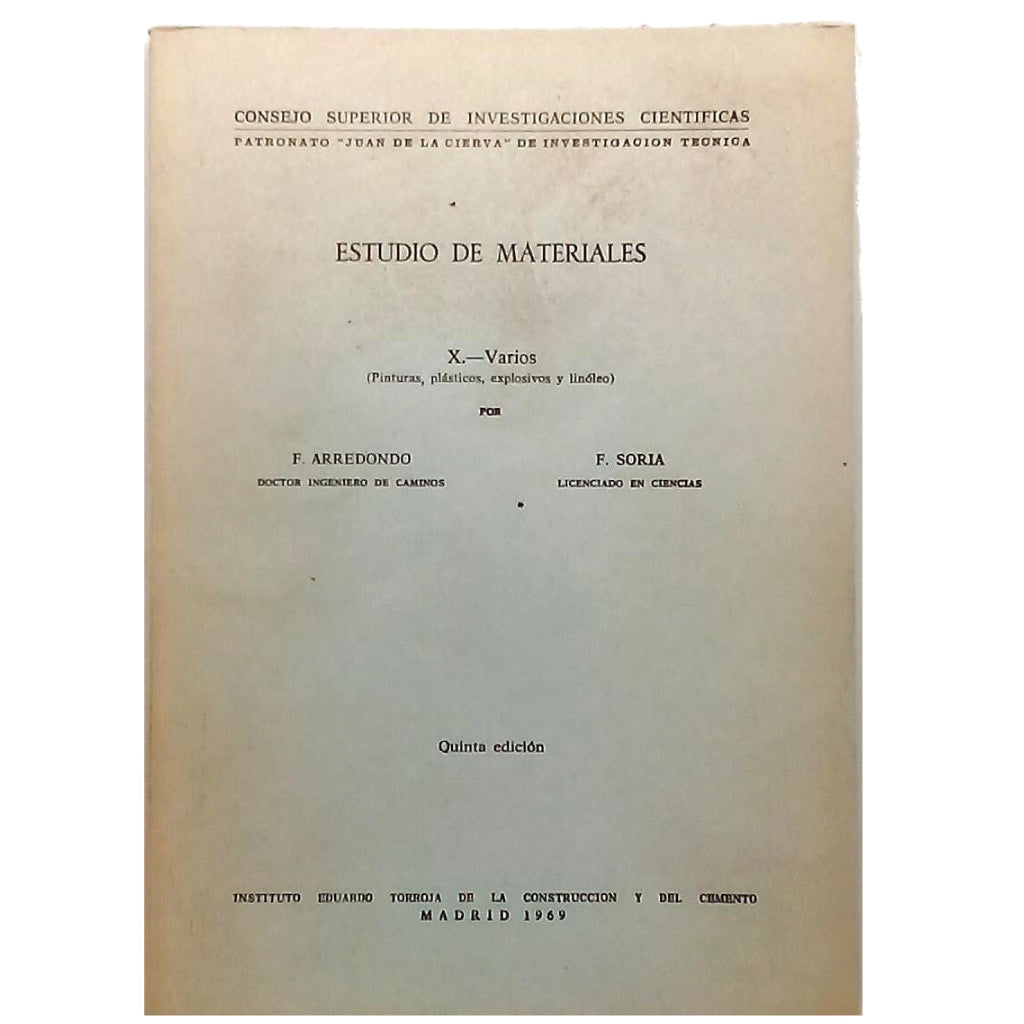 CONSEJO SUPERIOR DE INVESTIGACIONES CIENTIFICAS
PATRONATO "JUAN DE LA CIERVA" DE INVESTIGACION TECNICA
ESTUDIO DE MATERIALES
X.—Varios
(Pinturas, plásticos, explosivos y linóleo)
POR
F. ARREDONDO
DOCTOR INGENIERO DE CAMINOS
F. SORIA
LICENCIADO EN CIENCIAS
Quinta edición
INSTITUTO EDUARDO TORROJA DE LA CONSTRUCCION Y DEL CEMENTO
MADRID 1969